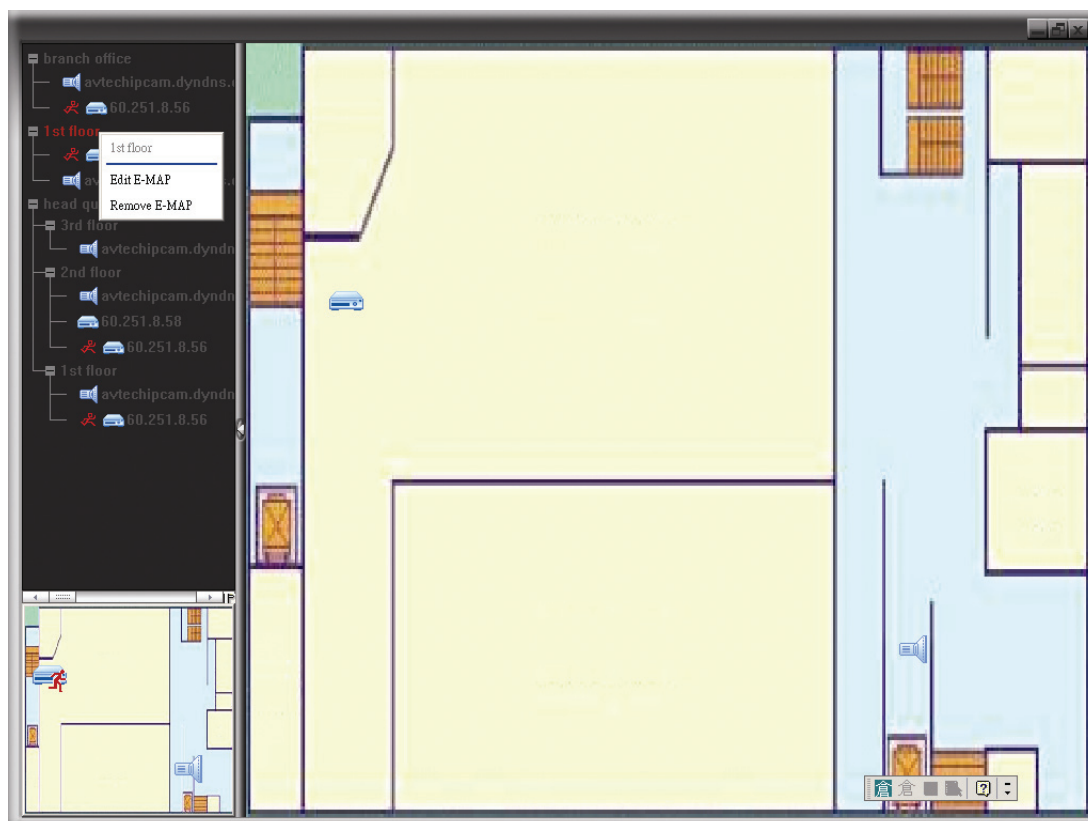 branch office
avtechipcam.dyndns.
60.251.8.56
1st floor
1st floor
Edit E-MAP
Remove E-MAP
head qu
3rd floor
avtechipcam.dyndn
2nd floor
avtechipcam.dyndn
60.251.8.58
60.251.8.56
1st floor
avtechipcam.dyndn
60.251.8.56
倉 倉